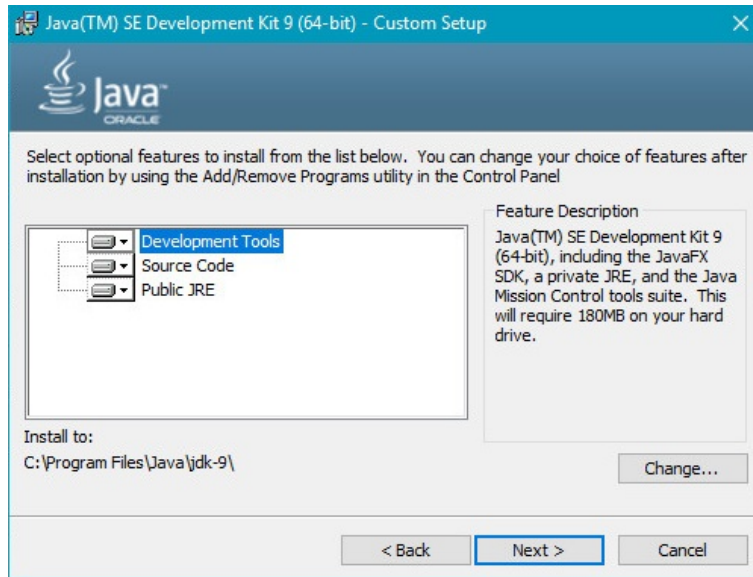 Java(TM) SE Development Kit 9 (64-bit) - Custom Setup
Java™
ORACLE
Select optional features to install from the list below. You can change your choice of features after
installation by using the Add/Remove Programs utility in the Control Panel
Development Tools
Source Code
Public JRE
Feature Description
Java(TM) SE Development Kit 9
(64-bit), including the JavaFX
SDK, a private JRE, and the Java
Mission Control tools suite. This
will require 180MB on your hard
drive.
Install to:
C:\Program Files\Java\jdk-9\
Change...
< Back
Next >
Cancel